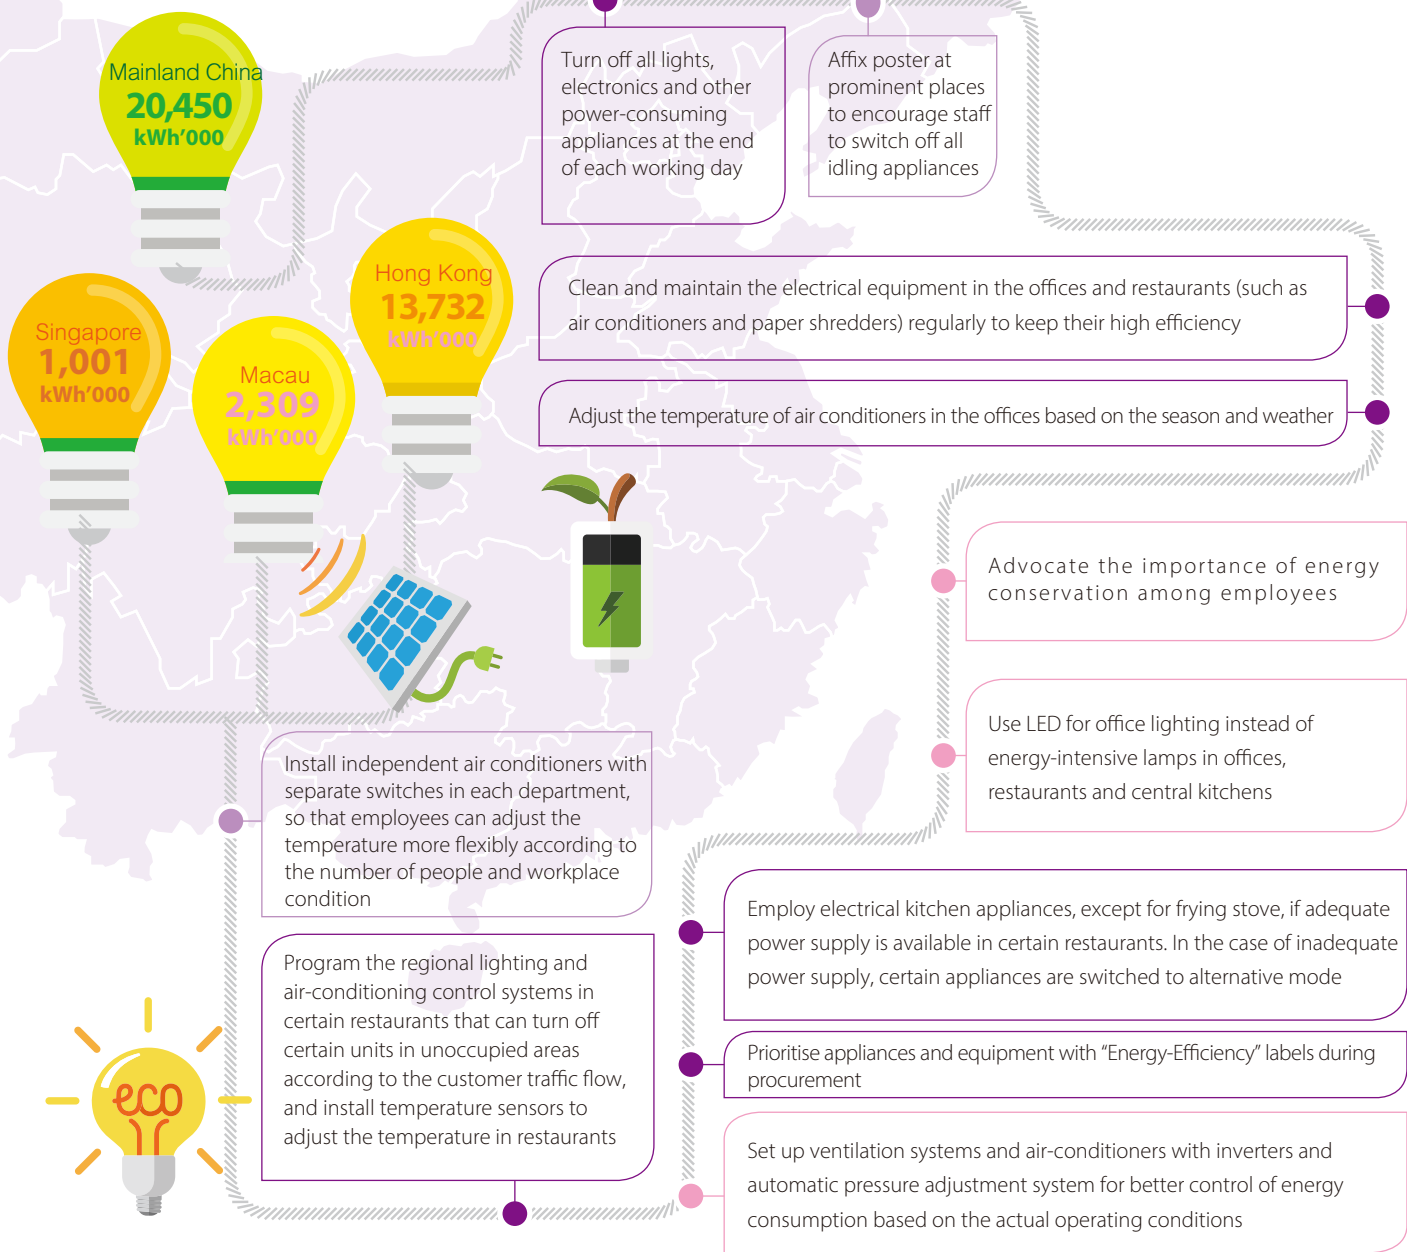 Mainland China
20,450
kWh’000
Turn off all lights,
electronics and other
power-consuming
appliances at the end
of each working day
Affix poster at
prominent places
to encourage staff
to switch off all
idling appliances
Hong Kong
13,732
kWh’000
Singapore
1,001
kWh’000
Macau
2,309
kWh’000
Clean and maintain the electrical equipment in the offices and restaurants (such as
air conditioners and paper shredders) regularly to keep their high efficiency
Adjust the temperature of air conditioners in the offices based on the season and weather
Advocate the importance of energy
conservation among employees
Use LED for office lighting instead of
energy-intensive lamps in offices,
restaurants and central kitchens
Install independent air conditioners with
separate switches in each department,
so that employees can adjust the
temperature more flexibly according to
the number of people and workplace
condition
Employ electrical kitchen appliances, except for frying stove, if adequate
power supply is available in certain restaurants. In the case of inadequate
power supply, certain appliances are switched to alternative mode
Program the regional lighting and
air-conditioning control systems in
certain restaurants that can turn off
certain units in unoccupied areas
according to the customer traffic flow,
and install temperature sensors to
adjust the temperature in restaurants
Prioritise appliances and equipment with “Energy-Efficiency” labels during
procurement
eco
Set up ventilation systems and air-conditioners with inverters and
automatic pressure adjustment system for better control of energy
consumption based on the actual operating conditions